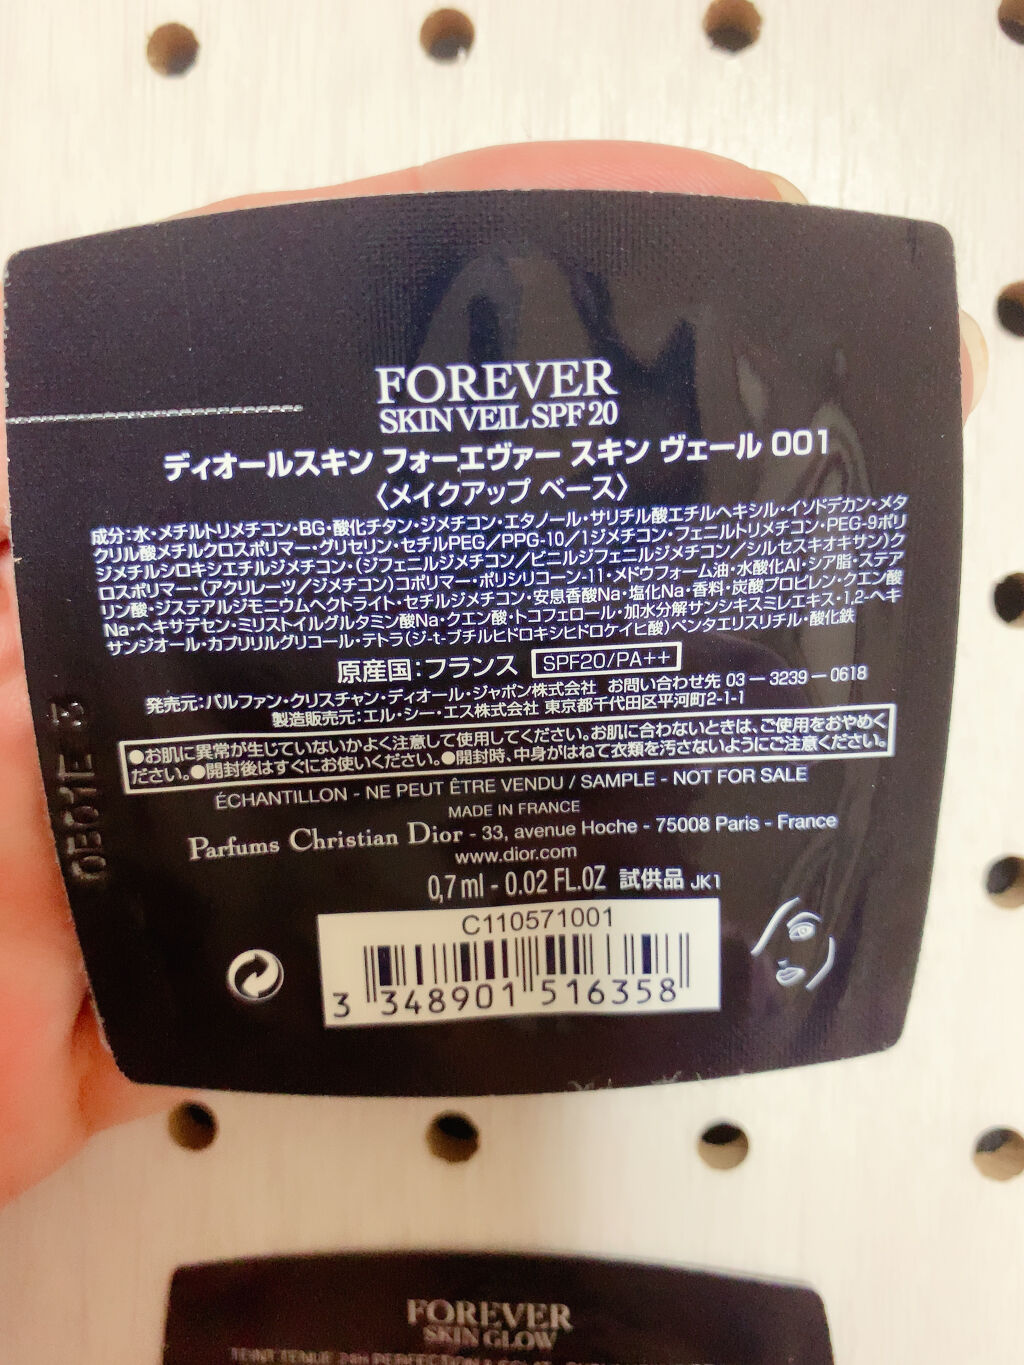 FOREVER
SKIN VEIL SPF 20
ディオールスキン フォーエヴァー スキン ヴェール 001
〈メイクアップ ベース〉
成分:水・メチルトリメチコン・BG・酸化チタン・ジメチコン・エタノール・サリチル酸エチルヘキシル・イソドデカン・メタ
クリル酸メチルクロスポリマー・グリセリン・セチルPEG/PPG-10/1ジメチコン・フェニルトリメチコン・PEG-9ポリ
ジメチルシロキシエチルジメチコン・(ジフェニルジメチコン/ビニルジフェニルジメチコン/シルセスキオキサン)ク
ロスポリマー・(アクリレーツ/ジメチコン)コポリマー・ポリシリコーン-11・メドウフォーム油・水酸化Al・シア脂・ステア
リン酸・ジステアルジモニウムヘクトライト・セチルジメチコン・安息香酸Na・塩化Na・香料・炭酸プロピレン・クエン酸
Na・ヘキサデセン・ミリストイルグルタミン酸Na・クエン酸・トコフェロール・加水分解サンシキスミレエキス・1,2-ヘキ
サンジオール・カプリリルグリコール・テトラ(ジ-t-ブチルヒドロキシヒドロケイヒ酸)ペンタエリスリチル・酸化鉄
原産国:フランス SPF20/PA++
発売元:パルファン・クリスチャン・ディオール・ジャポン株式会社 お問い合わせ先 03－3239－0618
製造販売元:エル・シー・エス株式会社 東京都千代田区平河町2-1-1
●お肌に異常が生じていないかよく注意して使用してください。お肌に合わないときは、ご使用をおやめく
ださい。●開封後はすぐにお使いください。●開封時、中身がはねて衣類を汚さないようにご注意ください。
ÉCHANTILLON - NE PEUT ÊTRE VENDU / SAMPLE - NOT FOR SALE
MADE IN FRANCE
Parfums Christian Dior - 33, avenue Hoche - 75008 Paris - France
www.dior.com
0,7 ml - 0.02 FL.OZ 試供品 JK1
C110571001
3 348901 516358
FOREVER
SKIN GLOW